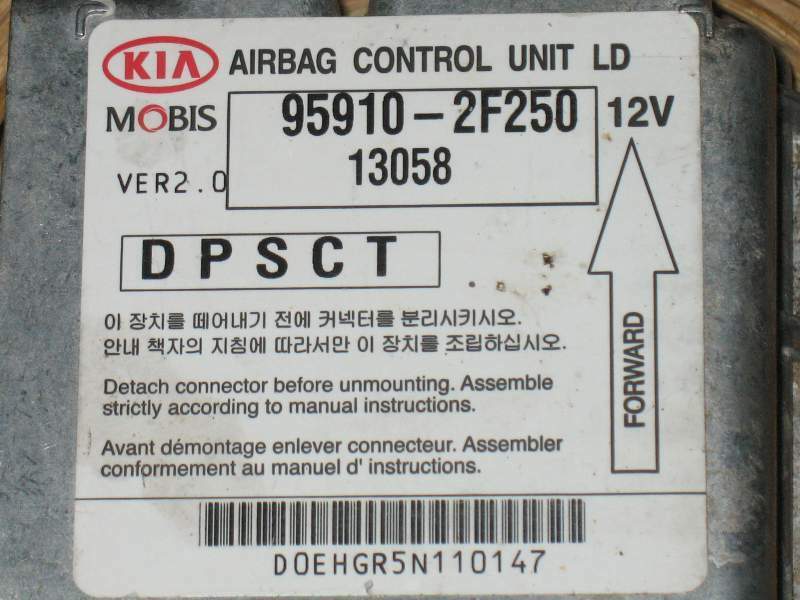 KIA AIRBAG CONTROL UNIT LD
MOBIS 95910-2F250 12V
13058
VER2.0
DPSCT
이 장치를 떼어내기 전에 커넥터를 분리시키시오.
안내 책자의 지침에 따라서만 이 장치를 조립하십시오.
Detach connector before unmounting. Assemble
strictly according to manual instructions.
Avant démontage enlever connecteur. Assembler
conformement au manuel d' instructions.
FORWARD
D0EHGR5N110147